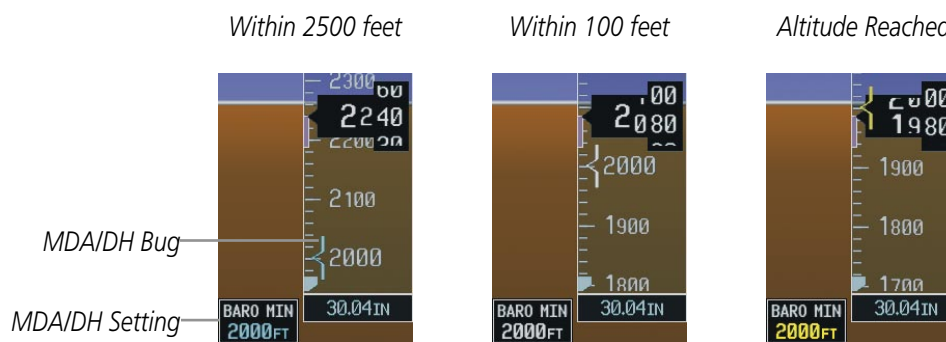 Within 2500 feet
Within 100 feet
Altitude Reached
2300
60
2240
2200
20
2100
2000
MDA/DH Bug
BARO MIN
2000FT
30.04IN
MDA/DH Setting
00
2080
2000
1900
1800
BARO MIN
2000FT
30.04IN
00
1980
1900
1800
1700
BARO MIN
2000FT
30.04IN